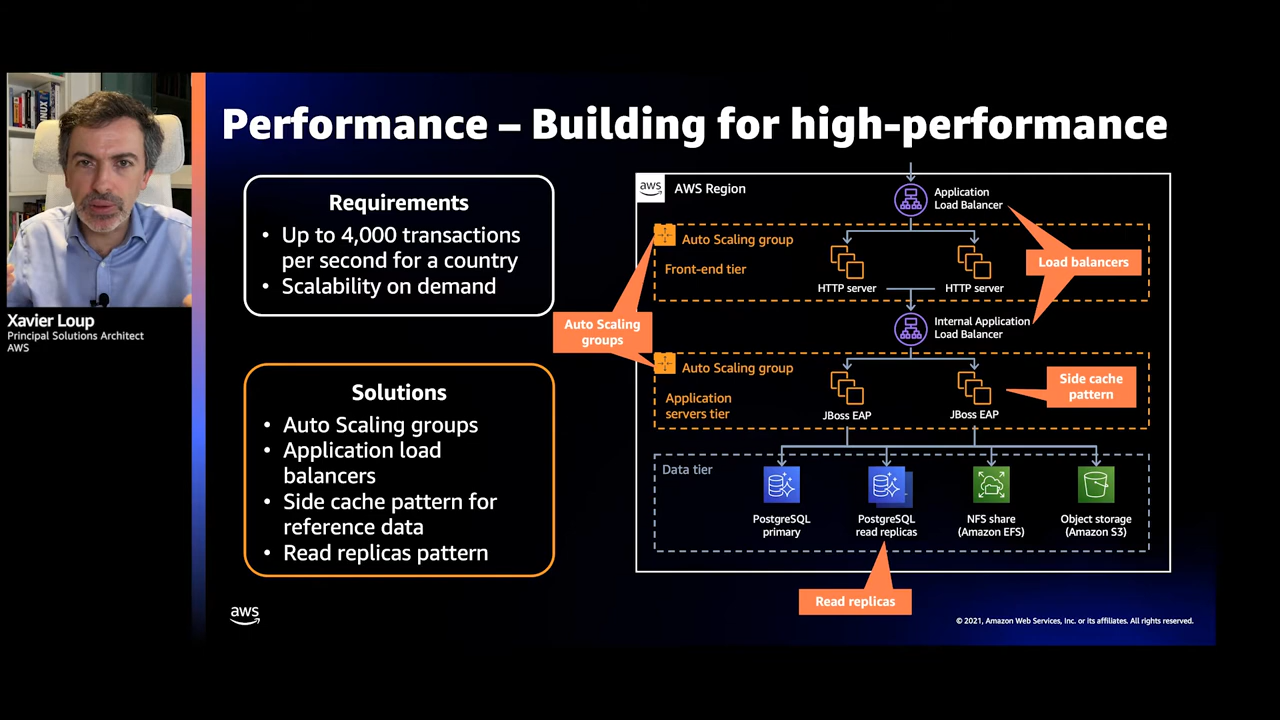 Performance – Building for high-performance
Xavier Loup
Principal Solutions Architect
AWS
Requirements
• Up to 4,000 transactions
per second for a country
• Scalability on demand
Solutions
• Auto Scaling groups
• Application load
balancers
• Side cache pattern for
reference data
• Read replicas pattern
aws
AWS Region
Application
Load Balancer
Auto Scaling group
Front-end tier
HTTP server
HTTP server
Load balancers
Auto Scaling
groups
Internal Application
Load Balancer
Auto Scaling group
Application
servers tier
JBoss EAP
JBoss EAP
Side cache
pattern
Data tier
PostgreSQL
primary
PostgreSQL
read replicas
NFS share
(Amazon EFS)
Object storage
(Amazon S3)
Read replicas
aws
© 2021, Amazon Web Services, Inc. or its affiliates. All rights reserved.